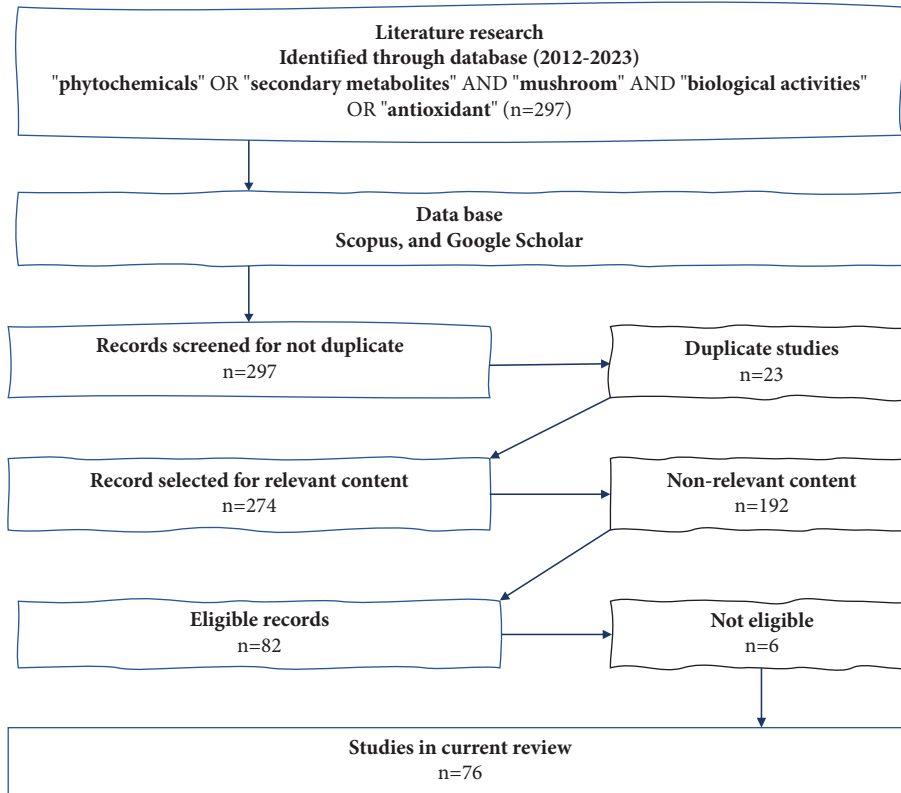 Literature research
Identified through database (2012-2023)
"phytochemicals" OR "secondary metabolites" AND "mushroom" AND "biological activities"
OR "antioxidant" (n=297)
Data base
Scopus, and Google Scholar
Records screened for not duplicate
n=297
Duplicate studies
n=23
Record selected for relevant content
n=274
Non-relevant content
n=192
Eligible records
n=82
Not eligible
n=6
Studies in current review
n=76